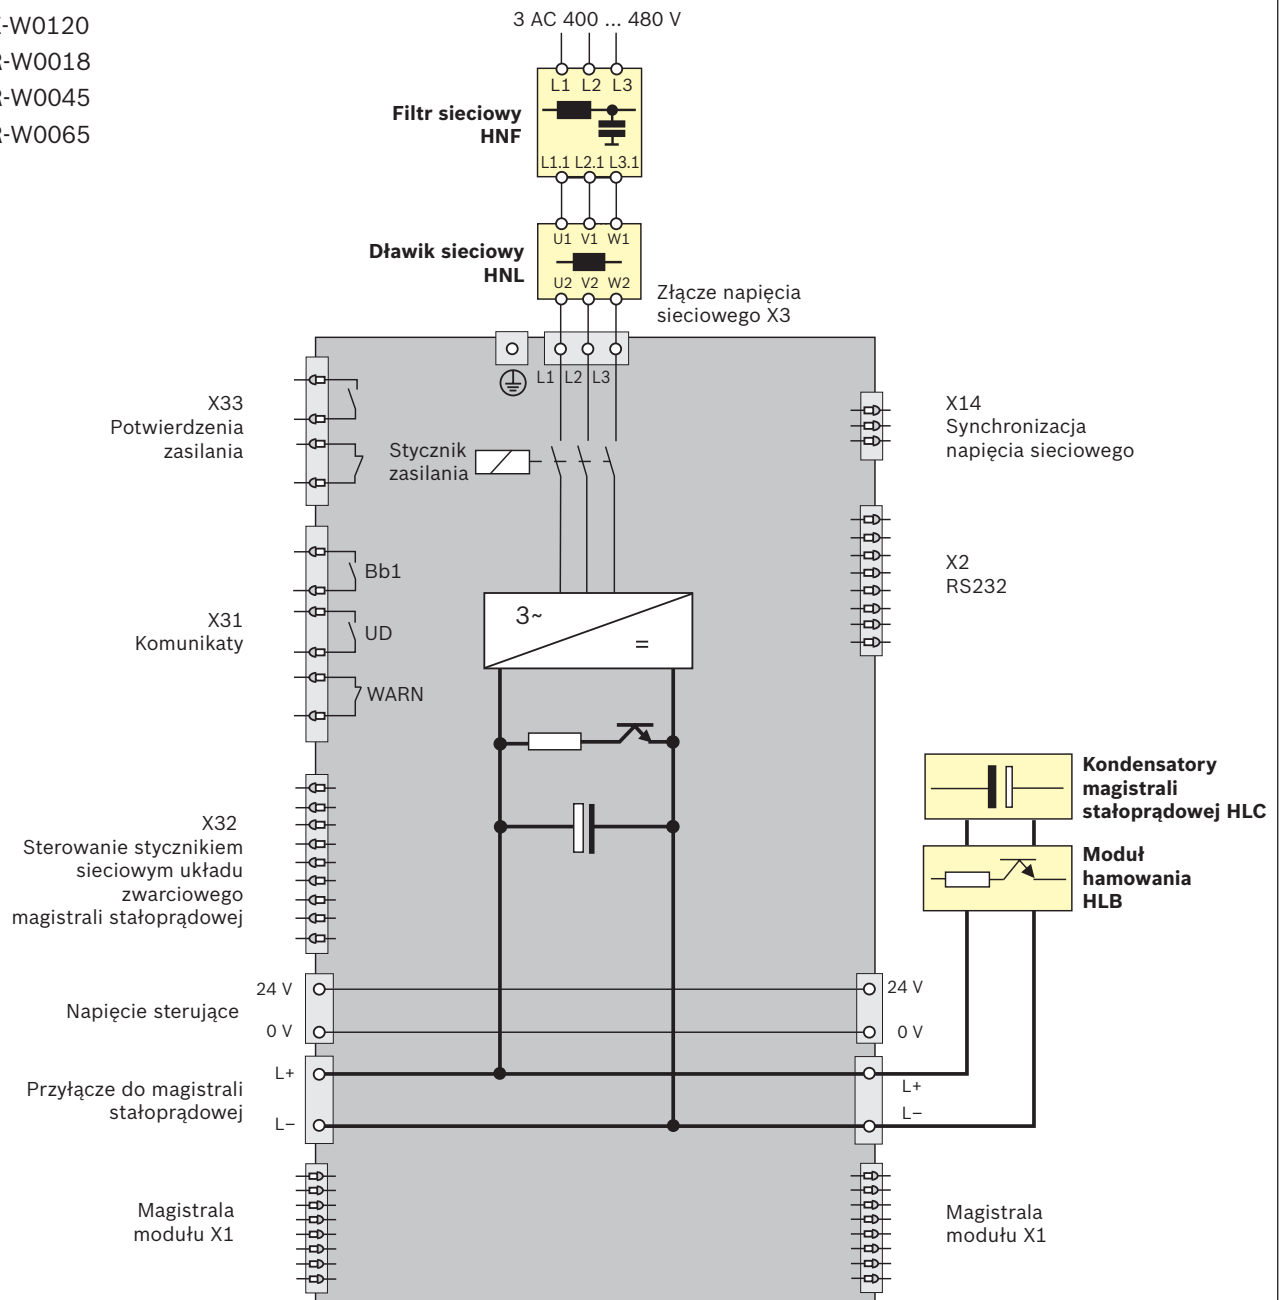 -W0120
-W0018
-W0045
-W0065
3 AC 400 ... 480 V
L1 L2 L3
Filtr sieciowy
HNF
L1.1 L2.1 L3.1
U1 V1 W1
Dławik sieciowy
HNL
U2 V2 W2
Złącze napięcia
sieciowego X3
L1 L2 L3
X33
Potwierdzenia
zasilania
Stycznik
zasilania
X14
Synchronizacja
napięcia sieciowego
Bb1
X31
Komunikaty
UD
WARN
X2
RS232
3~
=
Kondensatory
magistrali
stałoprądowej HLC
Moduł
hamowania
HLB
X32
Sterowanie stycznikiem
sieciowym układu
zwarciowego
magistrali stałoprądowej
24 V
Napięcie sterujące
0 V
24 V
0 V
L+
Przyłącze do magistrali
stałoprądowej
L−
L+
L−
Magistrala
modułu X1
Magistrala
modułu X1